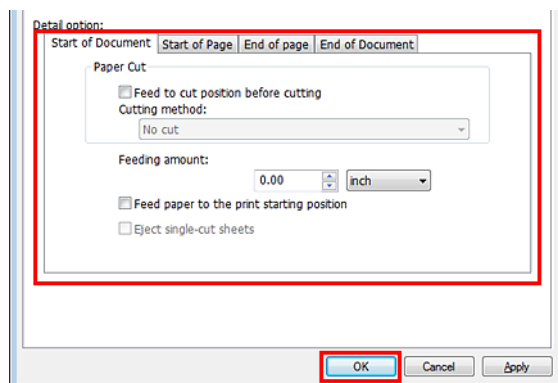 Detail option:
Start of Document Start of Page End of page End of Document
Paper Cut
Feed to cut position before cutting
Cutting method:
No cut
Feeding amount:
0.00 inch
Feed paper to the print starting position
Eject single-cut sheets
OK Cancel Apply